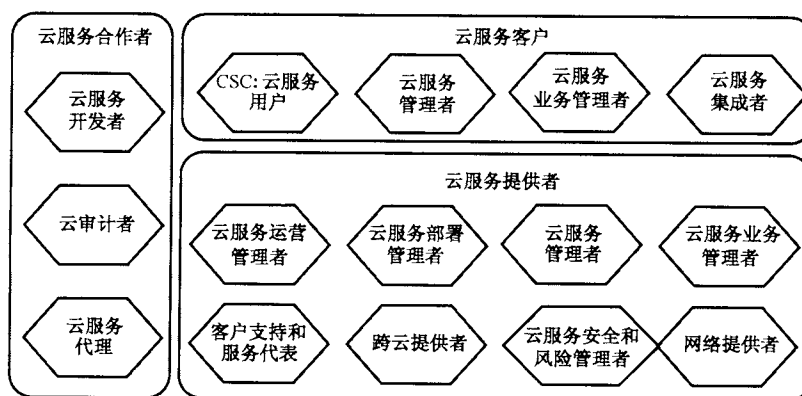 云服务合作者
云服务
开发者
云审计者
云服务
代理
云服务客户
CSC: 云服务
用户
云服务
管理者
云服务
业务管理者
云服务
集成者
云服务提供者
云服务运营
管理者
云服务部署
管理者
云服务
管理者
云服务业务
管理者
客户支持和
服务代表
跨云提供者
云服务安全和
风险管理者
网络提供者